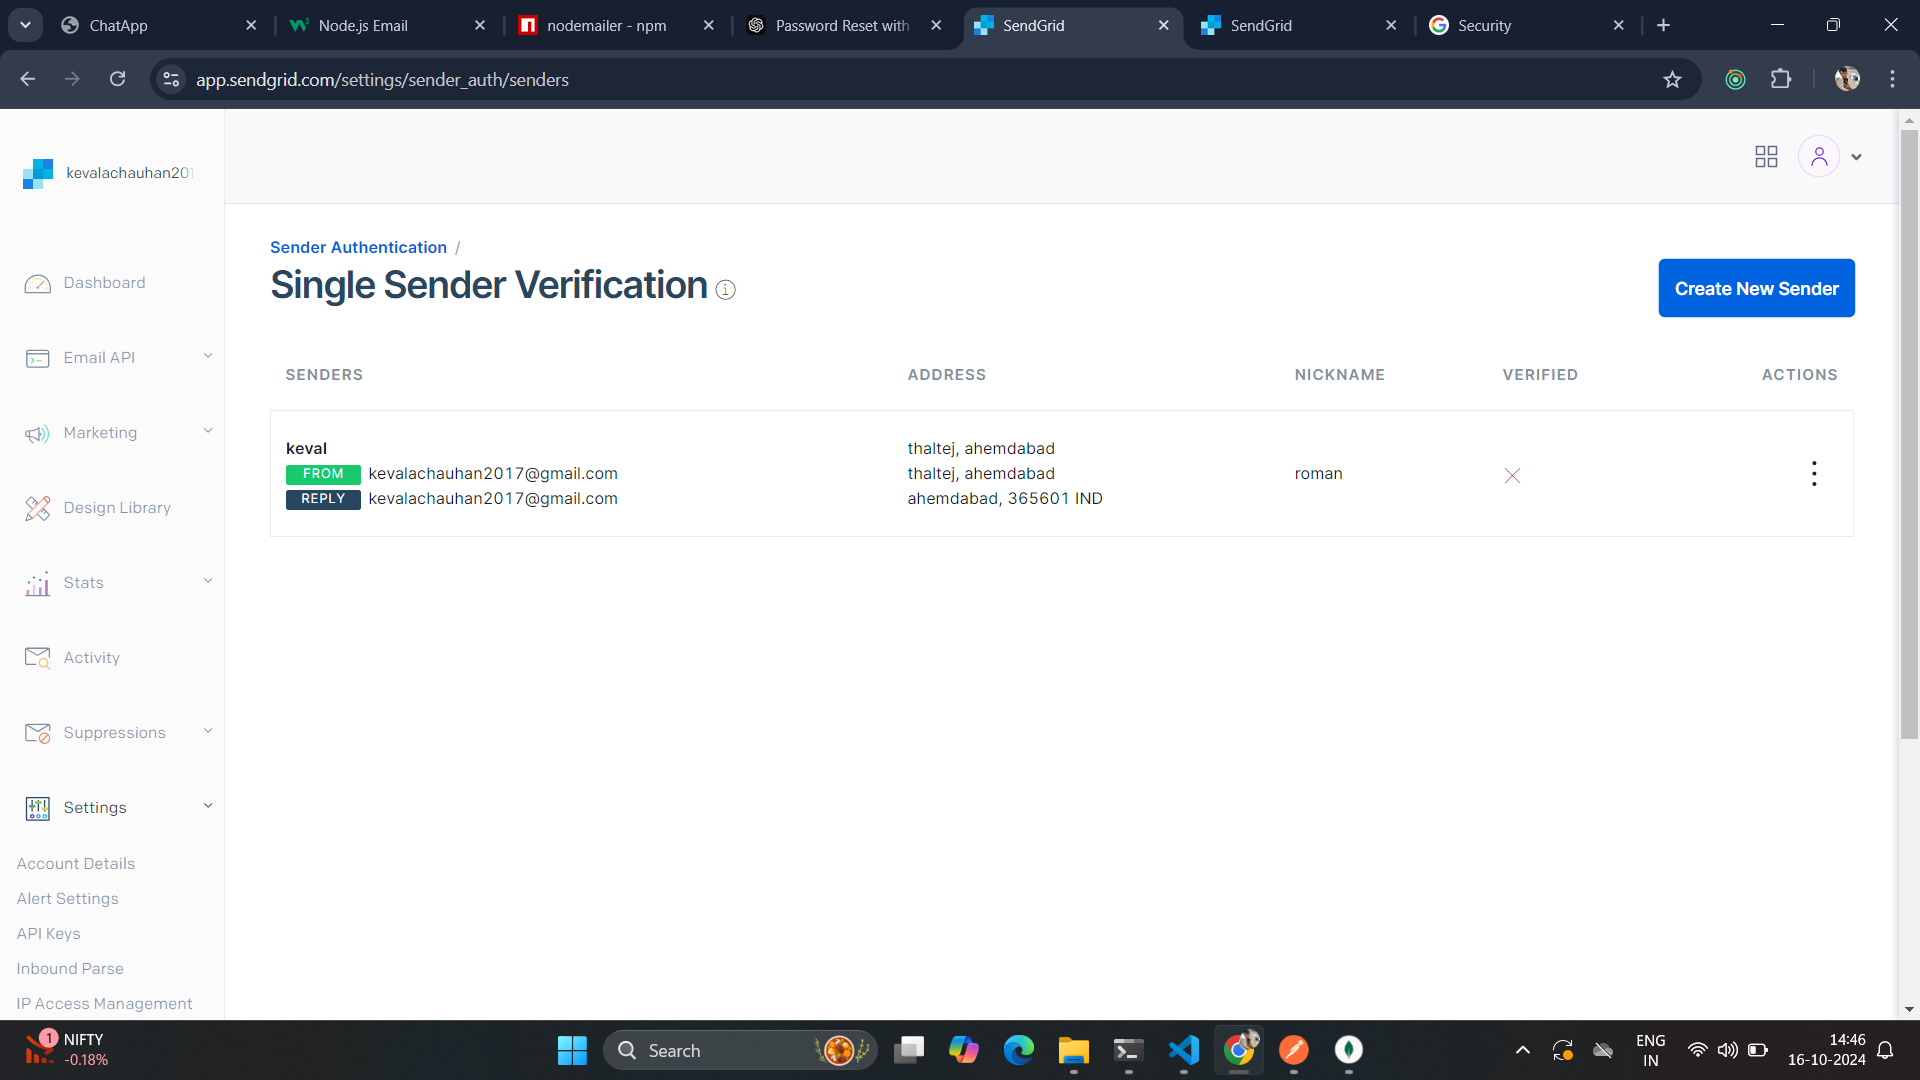 ChatApp
Node.js Email
nodemailer - npm
Password Reset with
SendGrid
SendGrid
Security
app.sendgrid.com/settings/sender_auth/senders
kevalachauhan201
Dashboard
Email API
Marketing
Design Library
Stats
Activity
Suppressions
Settings
Account Details
Alert Settings
API Keys
Inbound Parse
IP Access Management
Sender Authentication /
Single Sender Verification
Create New Sender
SENDERS ADDRESS NICKNAME VERIFIED ACTIONS
keval thaltej, ahemdabad
FROM kevalachauhan2017@gmail.com thaltej, ahemdabad roman
REPLY kevalachauhan2017@gmail.com ahemdabad, 365601 IND
1 NIFTY
-0.18%
Search
ENG
IN
14:46
16-10-2024